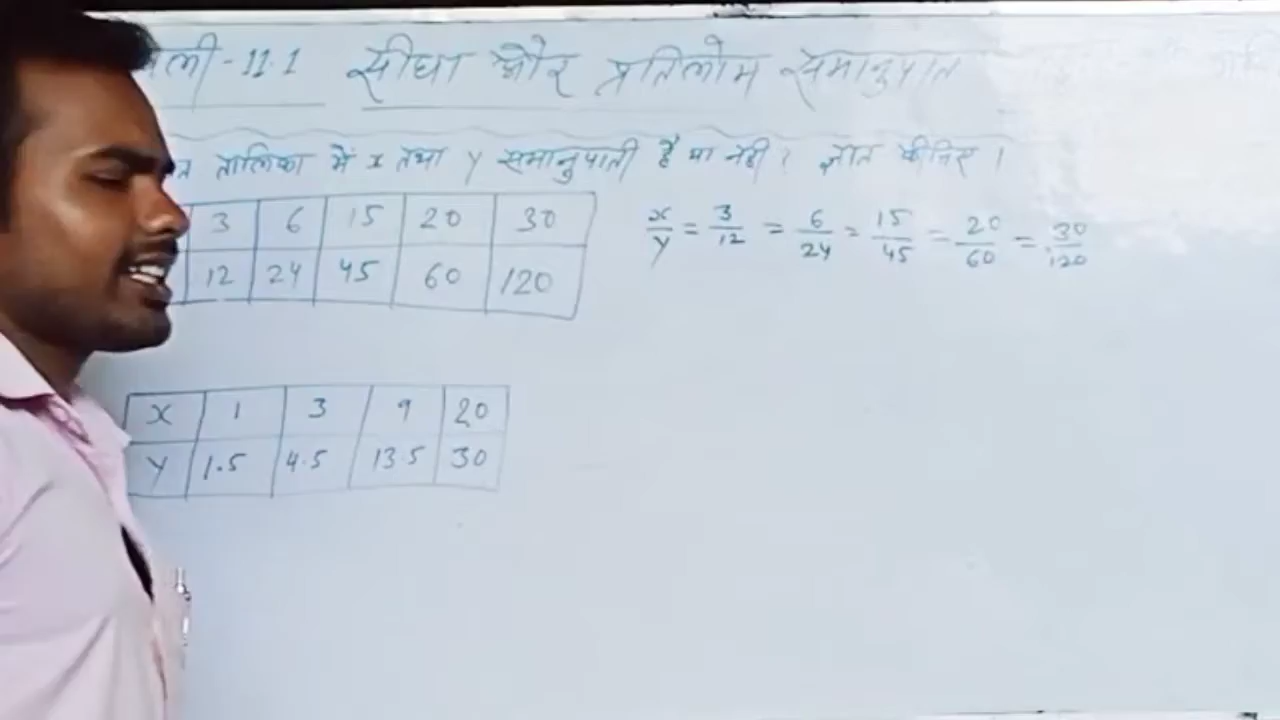 ली - 11.1 सीधा और प्रतिलोम समानुपात
तालिका में x तथा y समानुपाती है या नहीं? ज्ञात कीजिए।
3 6 15 20 30
12 24 45 60 120
x/y = 3/12 = 6/24 = 15/45 = 20/60 = 30/120
x 1 3 9 20
y 1.5 4.5 13.5 30